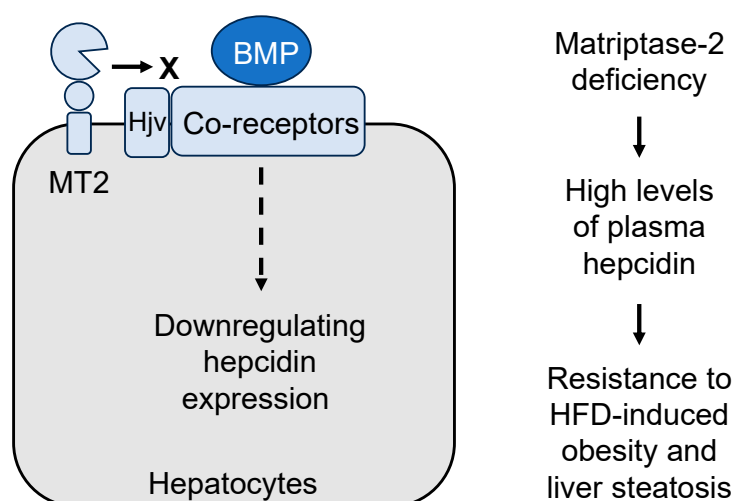 BMP
X
Hjv
Co-receptors
MT2
Downregulating
hepcidin
expression
Hepatocytes
Matriptase-2
deficiency
High levels
of plasma
hepcidin
Resistance to
HFD-induced
obesity and
liver steatosis